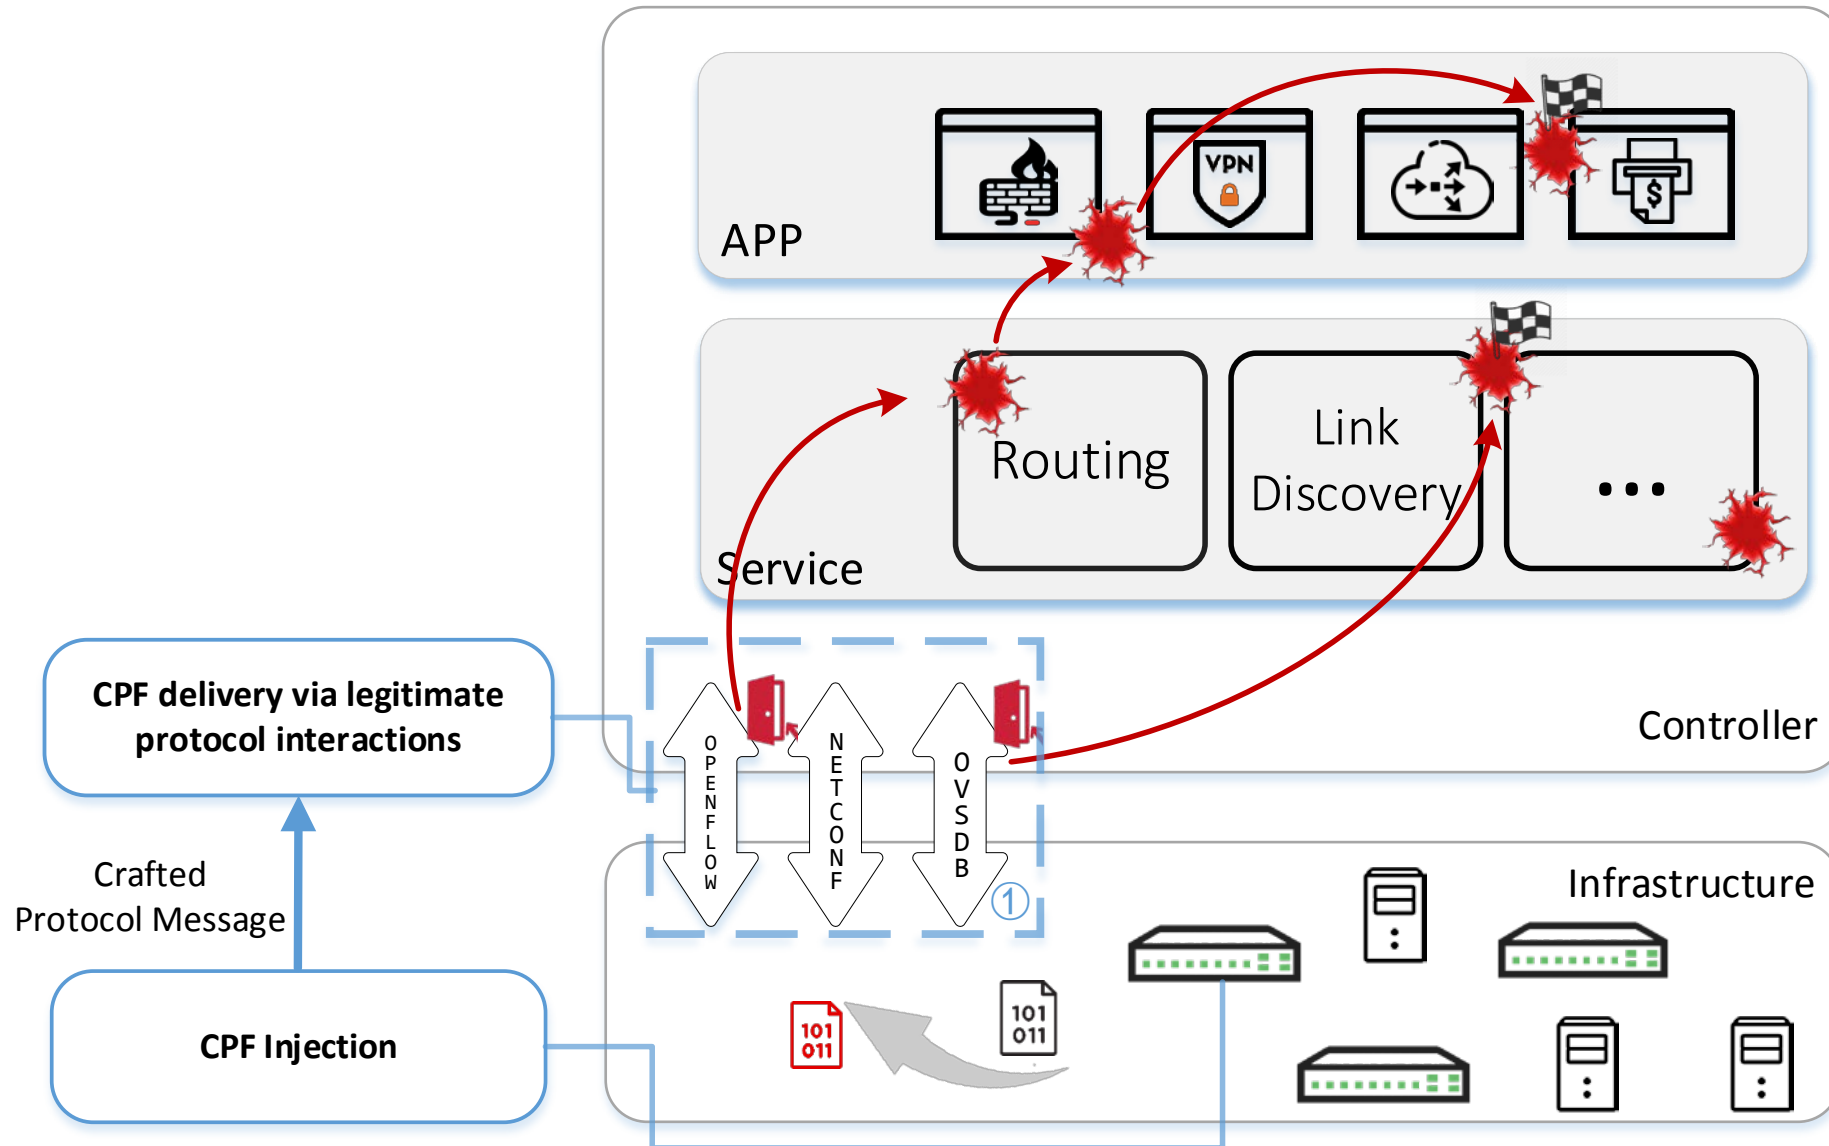 VPN
$
APP
Routing
Link
Discovery
...
Service
CPF delivery via legitimate
protocol interactions
OPENFLOW
NETCONF
OVSDB
Controller
Crafted
Protocol Message
①
Infrastructure
101
011
101
011
CPF Injection